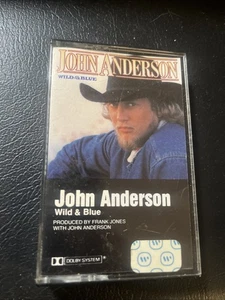 JOHN ANDERSON
WILD & BLUE
John Anderson
Wild & Blue
PRODUCED BY FRANK JONES
WITH JOHN ANDERSON
DOLBY SYSTEM